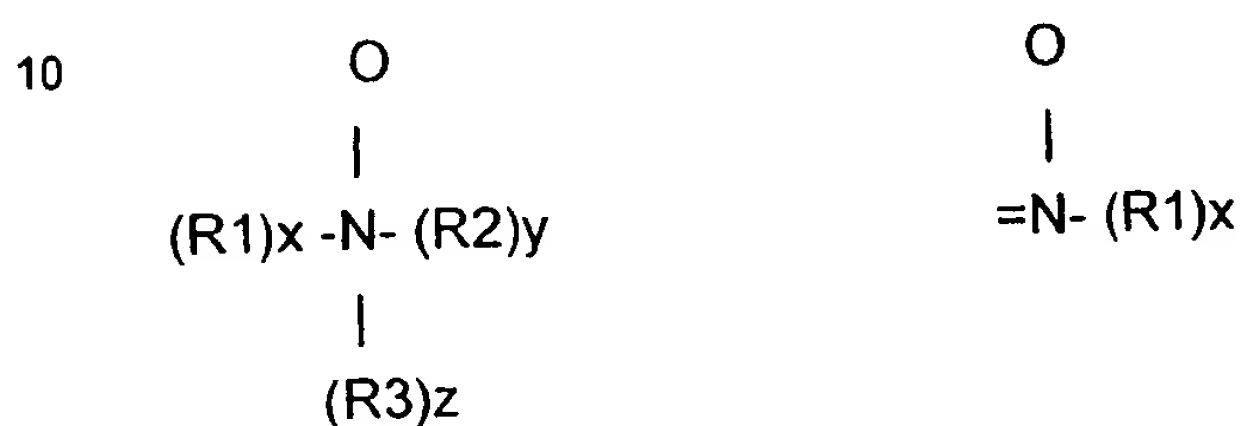 10 O O
| |
(R1)x -N- (R2)y =N- (R1)x
|
(R3)z